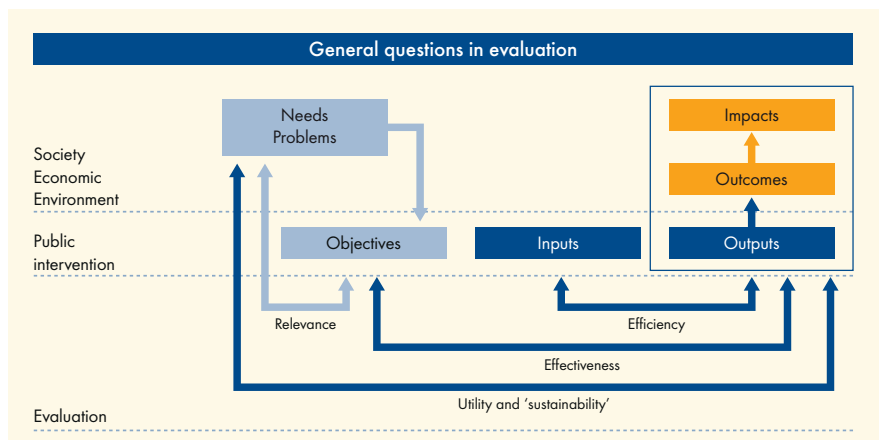 General questions in evaluation
Needs
Problems
Impacts
Society
Economic
Environment
Outcomes
Public
intervention
Objectives
Inputs
Outputs
Relevance
Efficiency
Effectiveness
Utility and ‘sustainability’
Evaluation